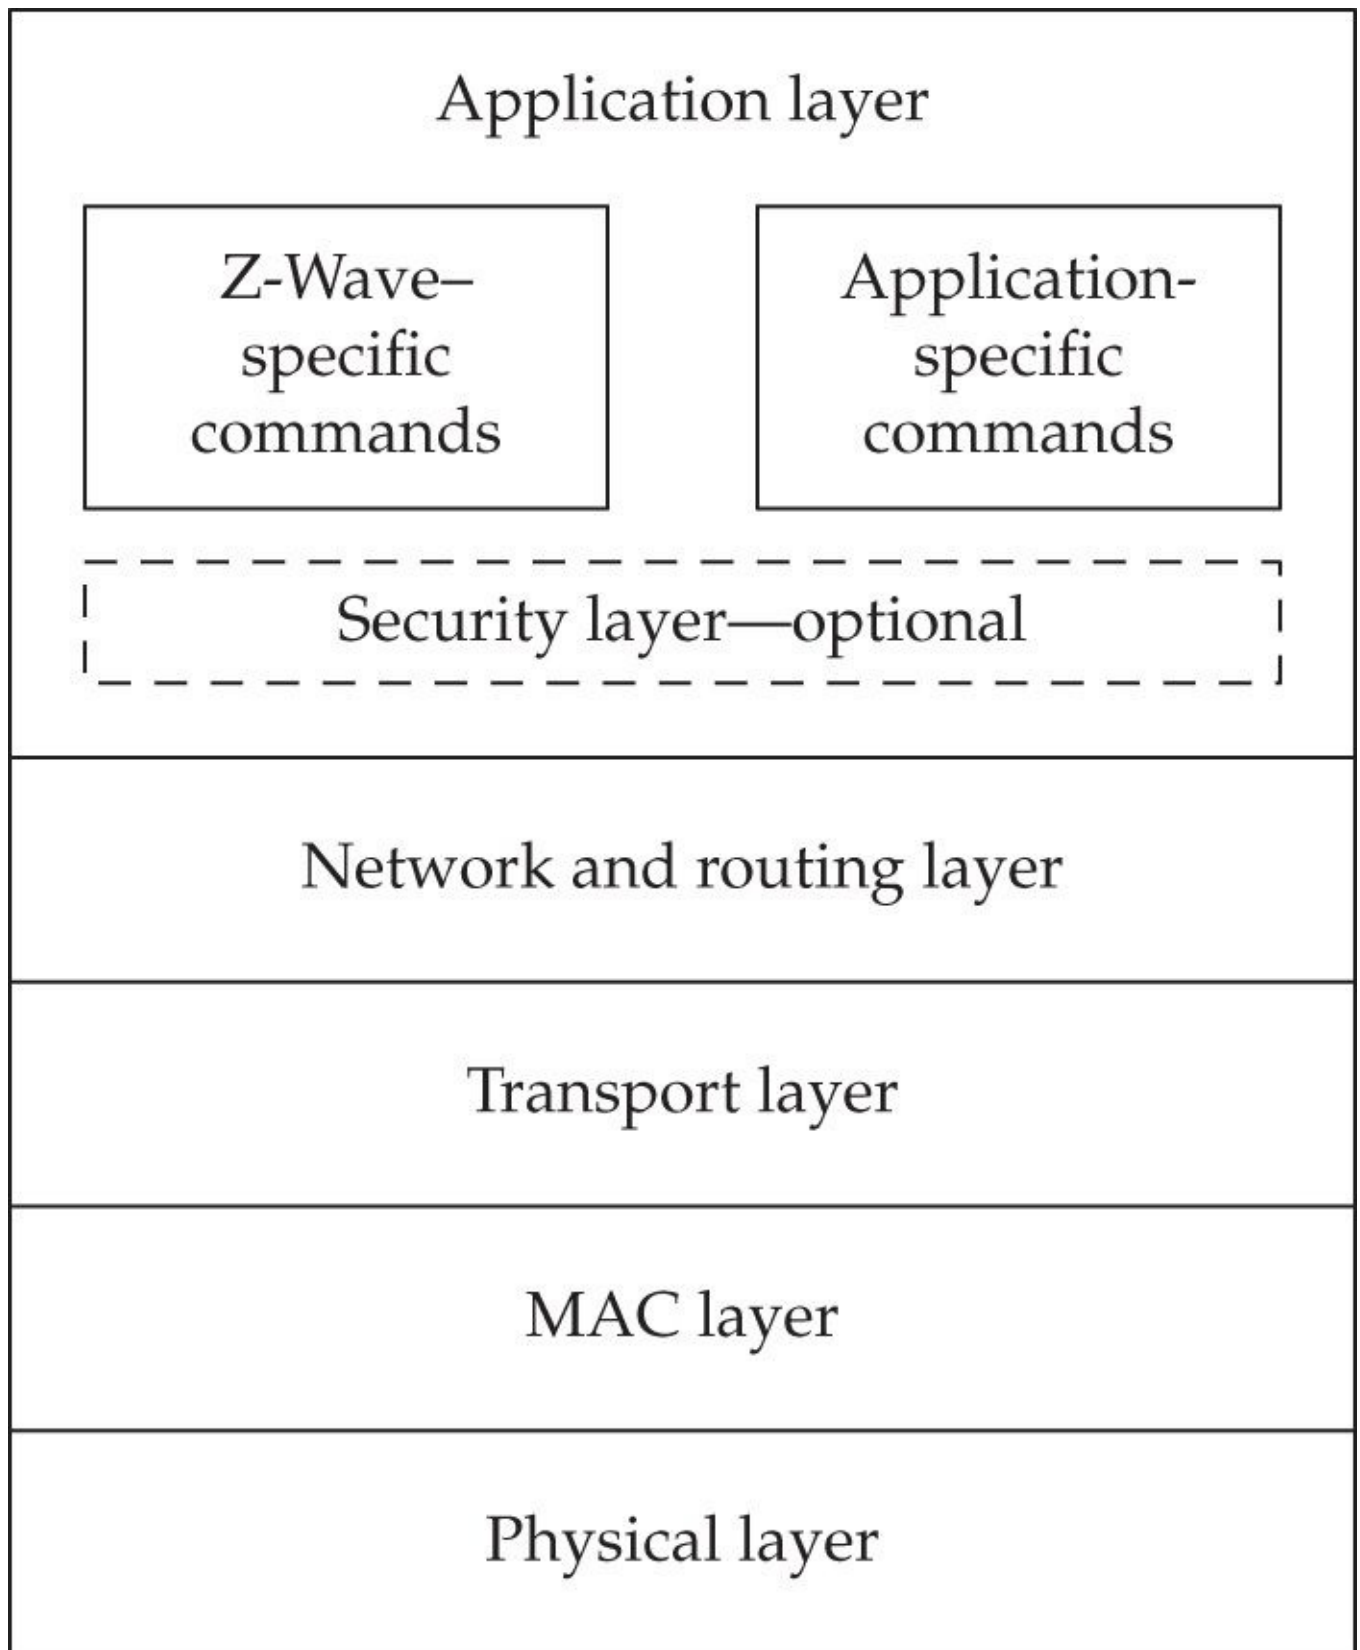 Application layer
Z-Wave–
specific
commands
Application-
specific
commands
Security layer—optional
Network and routing layer
Transport layer
MAC layer
Physical layer